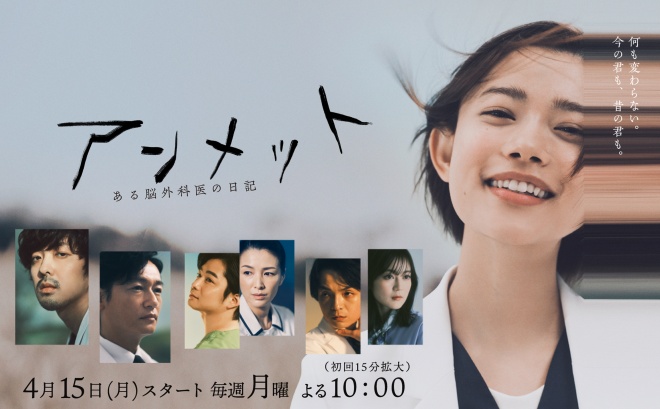 何も変わらない。
今の君も、昔の君も。
アンメット
ある脳外科医の日記
(初回15分拡大)
4月15日(月)スタート 毎週月曜 よる10:00